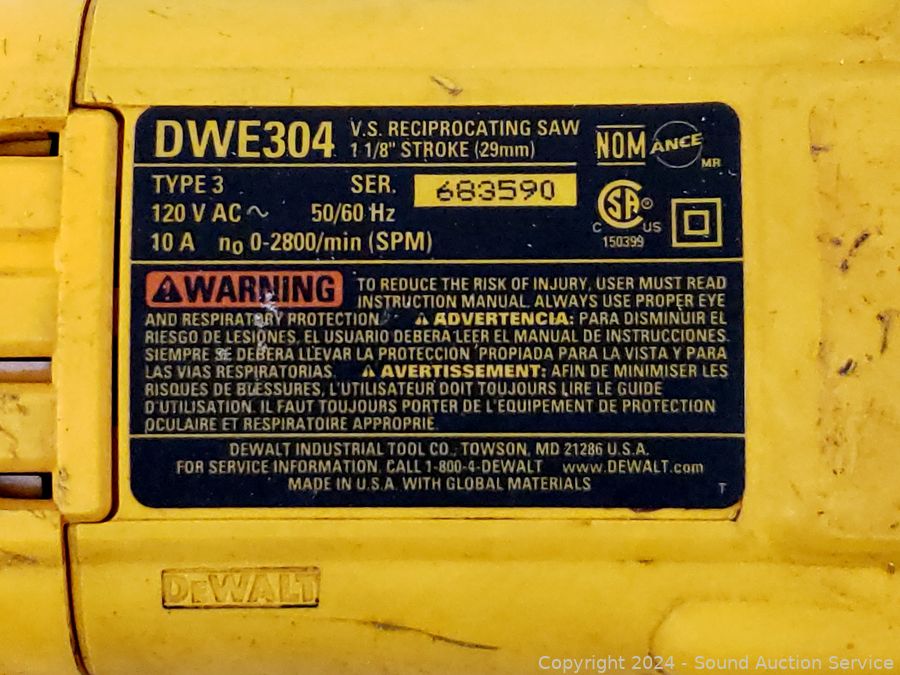 DWE304 V.S. RECIPROCATING SAW
1 1/8" STROKE (29mm)
NOM ANCE MR
TYPE 3 SER. 683590
120 V AC ~ 50/60 Hz
10 A no 0-2800/min (SPM)
C SA ® US
150399
⚠WARNING TO REDUCE THE RISK OF INJURY, USER MUST READ
INSTRUCTION MANUAL. ALWAYS USE PROPER EYE
AND RESPIRATORY PROTECTION. ⚠ ADVERTENCIA: PARA DISMINUIR EL
RIESGO DE LESIONES, EL USUARIO DEBERA LEER EL MANUAL DE INSTRUCCIONES.
SIEMPRE SE DEBERA LLEVAR LA PROTECCIÓN PROPIADA PARA LA VISTA Y PARA
LAS VIAS RESPIRATORIAS. ⚠ AVERTISSEMENT: AFIN DE MINIMISER LES
RISQUES DE BLESSURES, L'UTILISATEUR DOIT TOUJOURS LIRE LE GUIDE
D'UTILISATION. IL FAUT TOUJOURS PORTER DE L'EQUIPEMENT DE PROTECTION
OCULAIRE ET RESPIRATOIRE APPROPRIE.
DEWALT INDUSTRIAL TOOL CO., TOWSON, MD 21286 U.S.A.
FOR SERVICE INFORMATION, CALL 1-800-4-DEWALT www.DEWALT.com
MADE IN U.S.A. WITH GLOBAL MATERIALS T
DEWALT
Copyright 2024 - Sound Auction Service